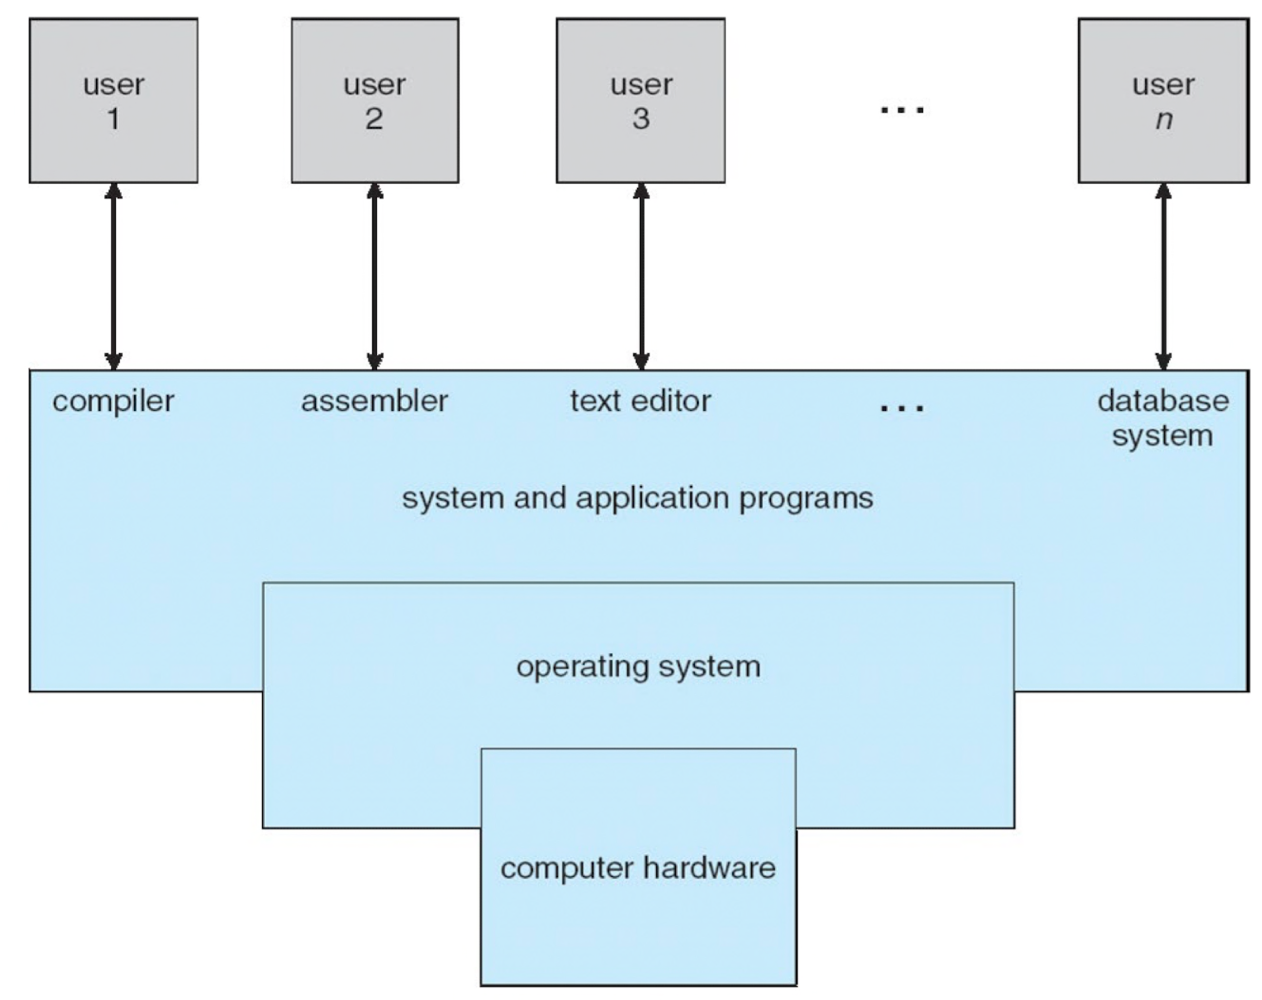 user
1
user
2
user
3
...
user
n
compiler
assembler
text editor
...
database
system
system and application programs
operating system
computer hardware